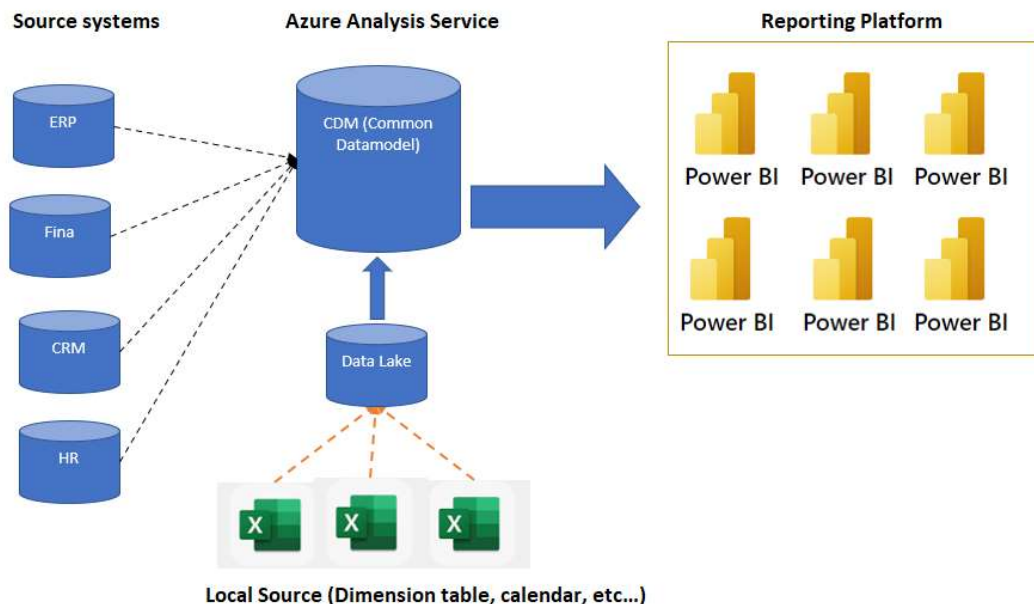 Source systems
Azure Analysis Service
Reporting Platform
ERP
Fina
CRM
HR
CDM (Common
Datamodel)
Data Lake
X
X
X
Local Source (Dimension table, calendar, etc...)
Power BI
Power BI
Power BI
Power BI
Power BI
Power BI